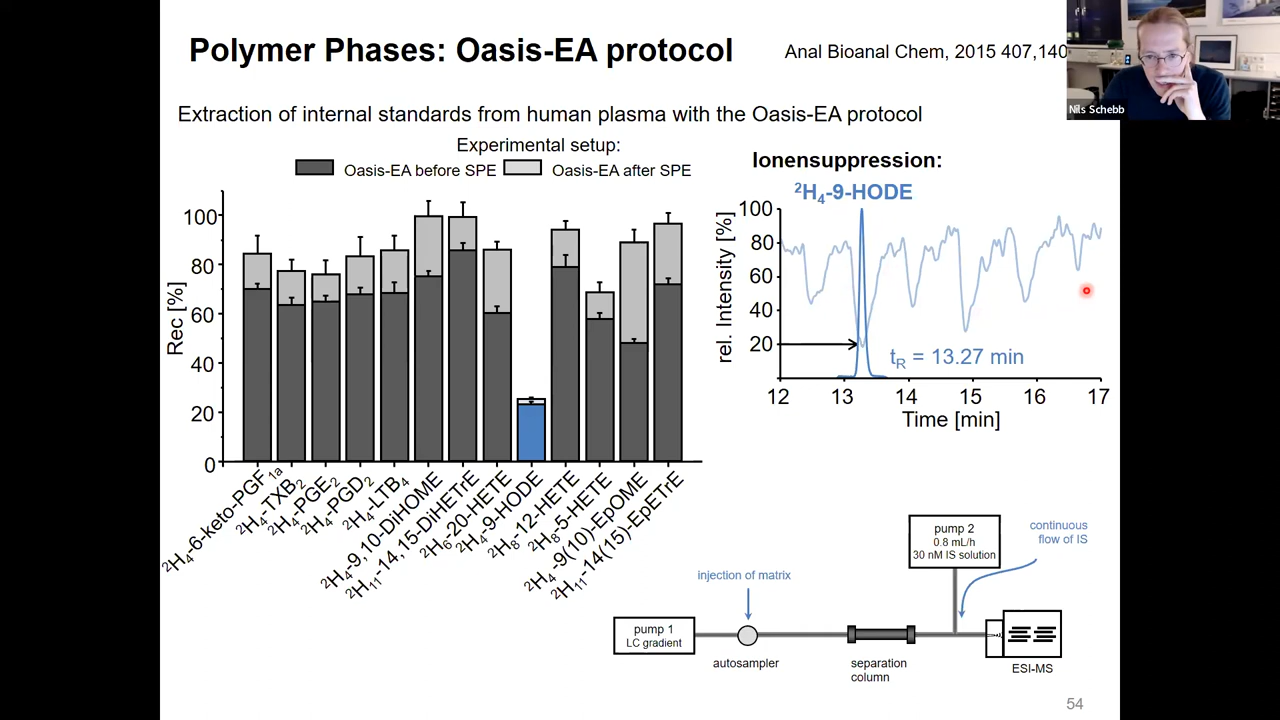 Polymer Phases: Oasis-EA protocol
Anal Bioanal Chem, 2015 407,140
Nils Schebb
Extraction of internal standards from human plasma with the Oasis-EA protocol
Experimental setup:
Oasis-EA before SPE
Oasis-EA after SPE
Rec [%]
100
80
60
40
20
0
²H₄-6-keto-PGF₁ₐ
²H₄-TXB₂
²H₄-PGE₂
²H₄-PGD₂
²H₄-LTB₄
²H₄-9,10-DiHOME
²H₁₁-14,15-DiHETrE
²H₆-20-HETE
²H₄-9-HODE
²H₈-12-HETE
²H₈-5-HETE
²H₄-9(10)-EpOME
²H₁₁-14(15)-EpETrE
Ionensuppression:
²H₄-9-HODE
rel. Intensity [%]
100
80
60
40
20
tR = 13.27 min
12 13 14 15 16 17
Time [min]
pump 2
0.8 mL/h
30 nM IS solution
continuous
flow of IS
injection of matrix
pump 1
LC gradient
autosampler
separation
column
ESI-MS
54